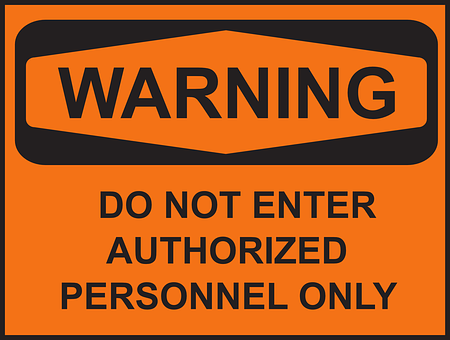 WARNING
DO NOT ENTER
AUTHORIZED
PERSONNEL ONLY